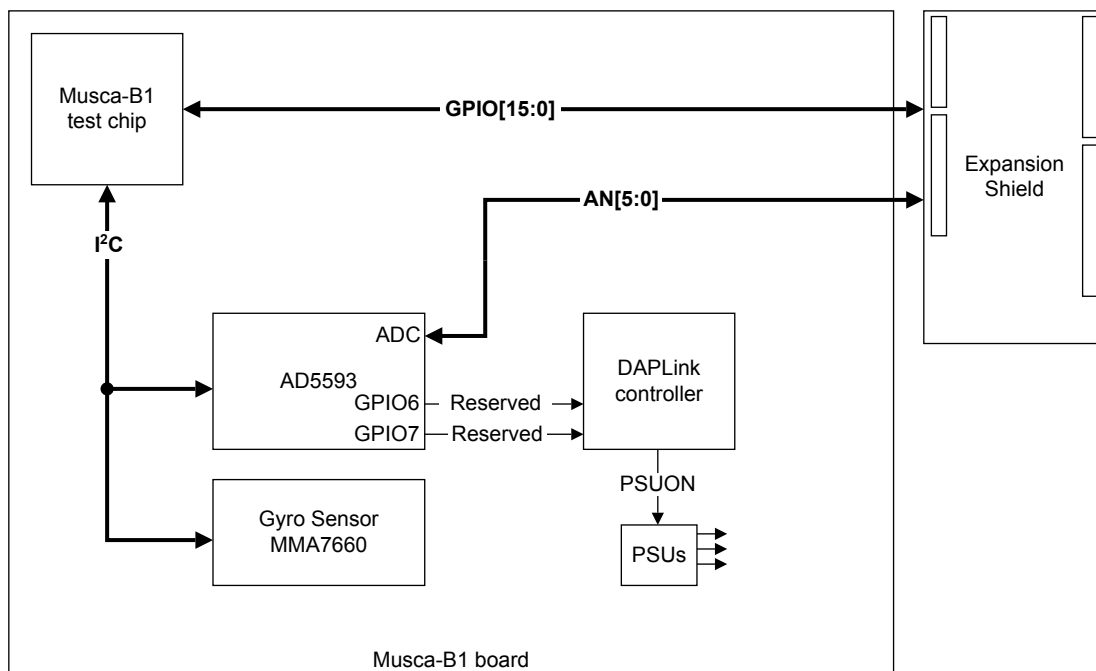 Musca-B1
test chip
GPIO[15:0]
Expansion
Shield
AN[5:0]
I²C
ADC
AD5593
GPIO6
Reserved
GPIO7
Reserved
DAPLink
controller
PSUON
Gyro Sensor
MMA7660
PSUs
Musca-B1 board